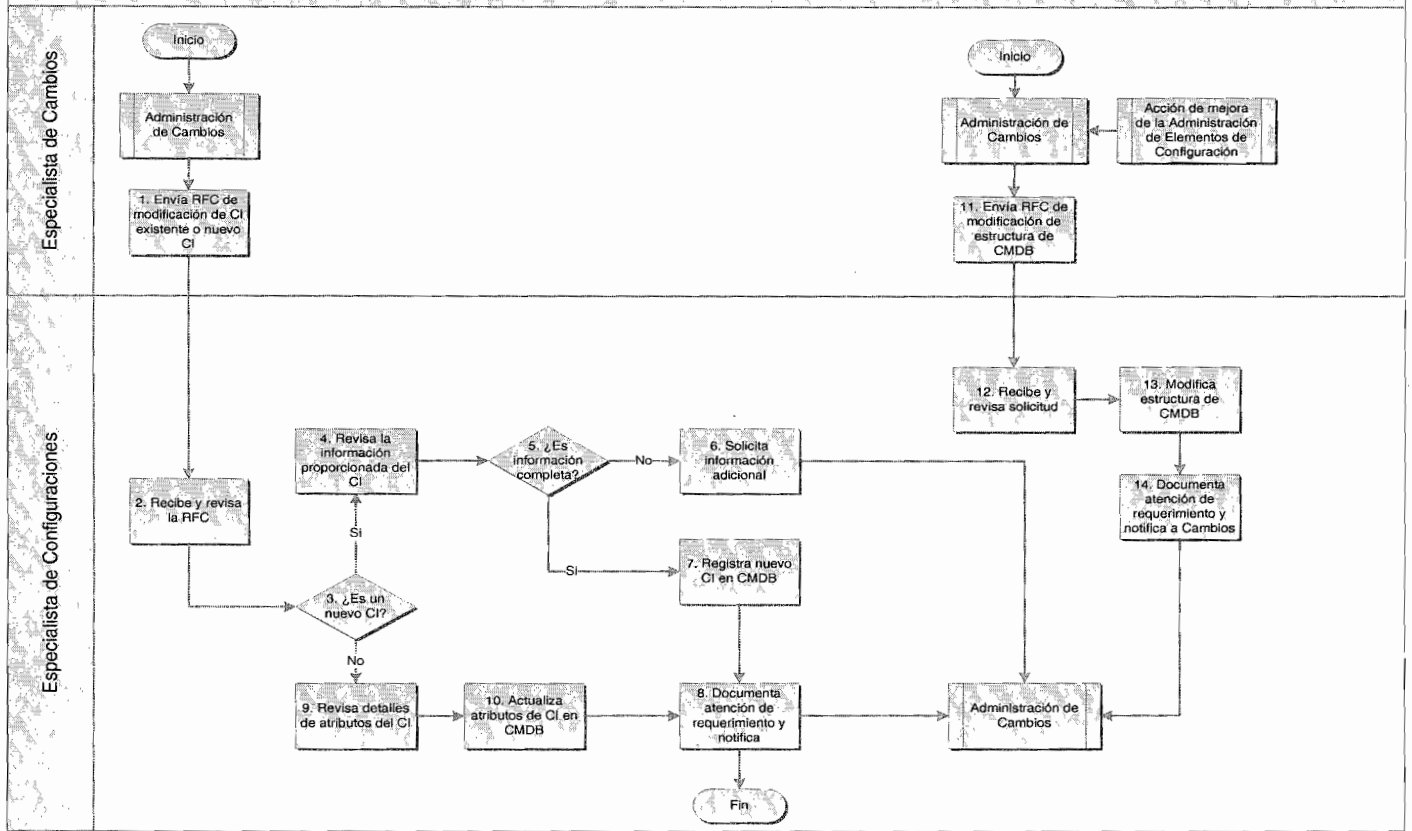 Especialista de Cambios
Inicio
Administración
de Cambios
1. Envía RFC de
modificación de CI
existente o nuevo
CI
Inicio
Administración de
Cambios
Acción de mejora
de la Administración
de Elementos de
Configuración
11. Envía RFC de
modificación de
estructura de
CMDB
Especialista de Configuraciones
2. Recibe y revisa
la RFC
3. ¿Es un
nuevo CI?
Si
No
4. Revisa la
información
proporcionada del
CI
5. ¿Es
información
completa?
No
Si
6. Solicita
información
adicional
7. Registra nuevo
CI en CMDB
8. Documenta
atención de
requerimiento y
notifica
9. Revisa detalles
de atributos del CI
10. Actualiza
atributos de CI en
CMDB
Fin
12. Recibe y
revisa solicitud
13. Modifica
estructura de
CMDB
14. Documenta
atención de
requerimiento y
notifica a Cambios
Administración de
Cambios